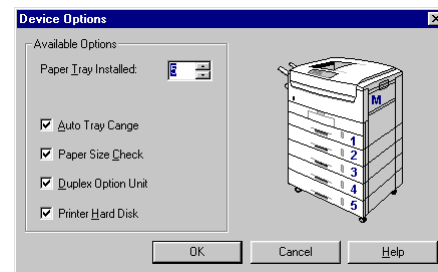 Device Options
Available Options
Paper Tray Installed: 5
Auto Tray Cange
Paper Size Check
Duplex Option Unit
Printer Hard Disk
M
1
2
3
4
5
OK Cancel Help